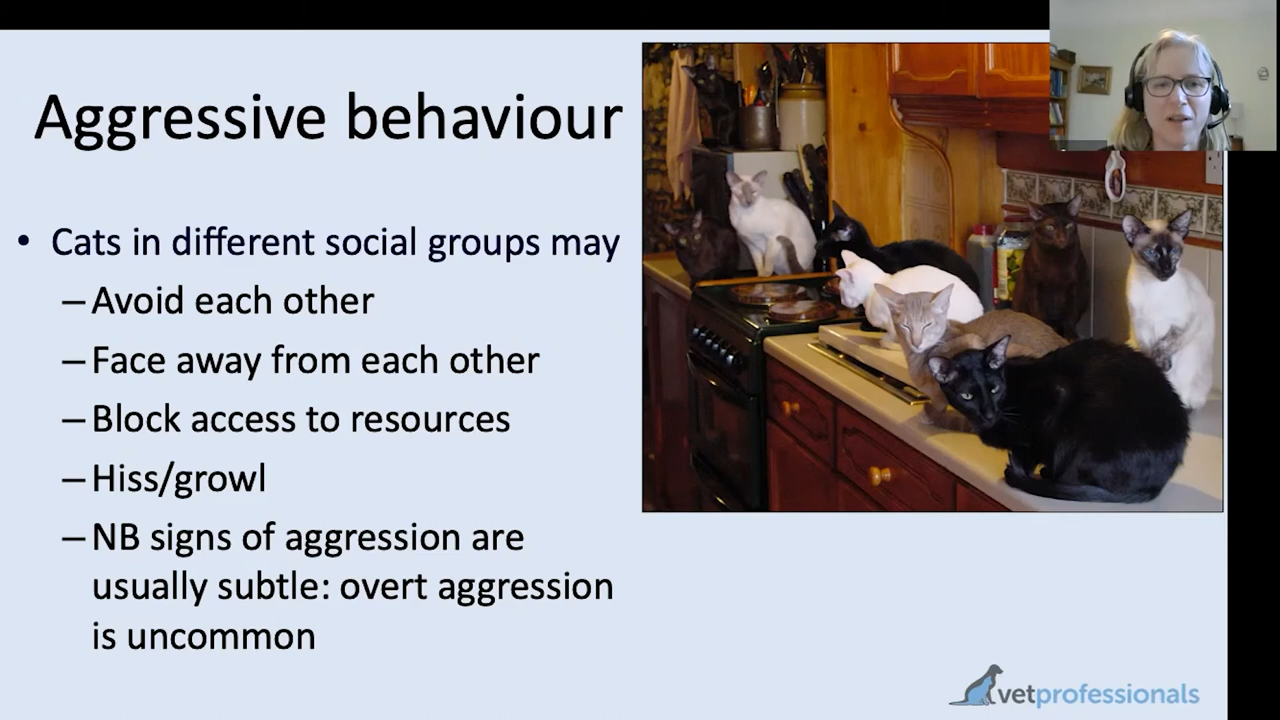 Aggressive behaviour
• Cats in different social groups may
– Avoid each other
– Face away from each other
– Block access to resources
– Hiss/growl
– NB signs of aggression are
usually subtle: overt aggression
is uncommon
vetprofessionals